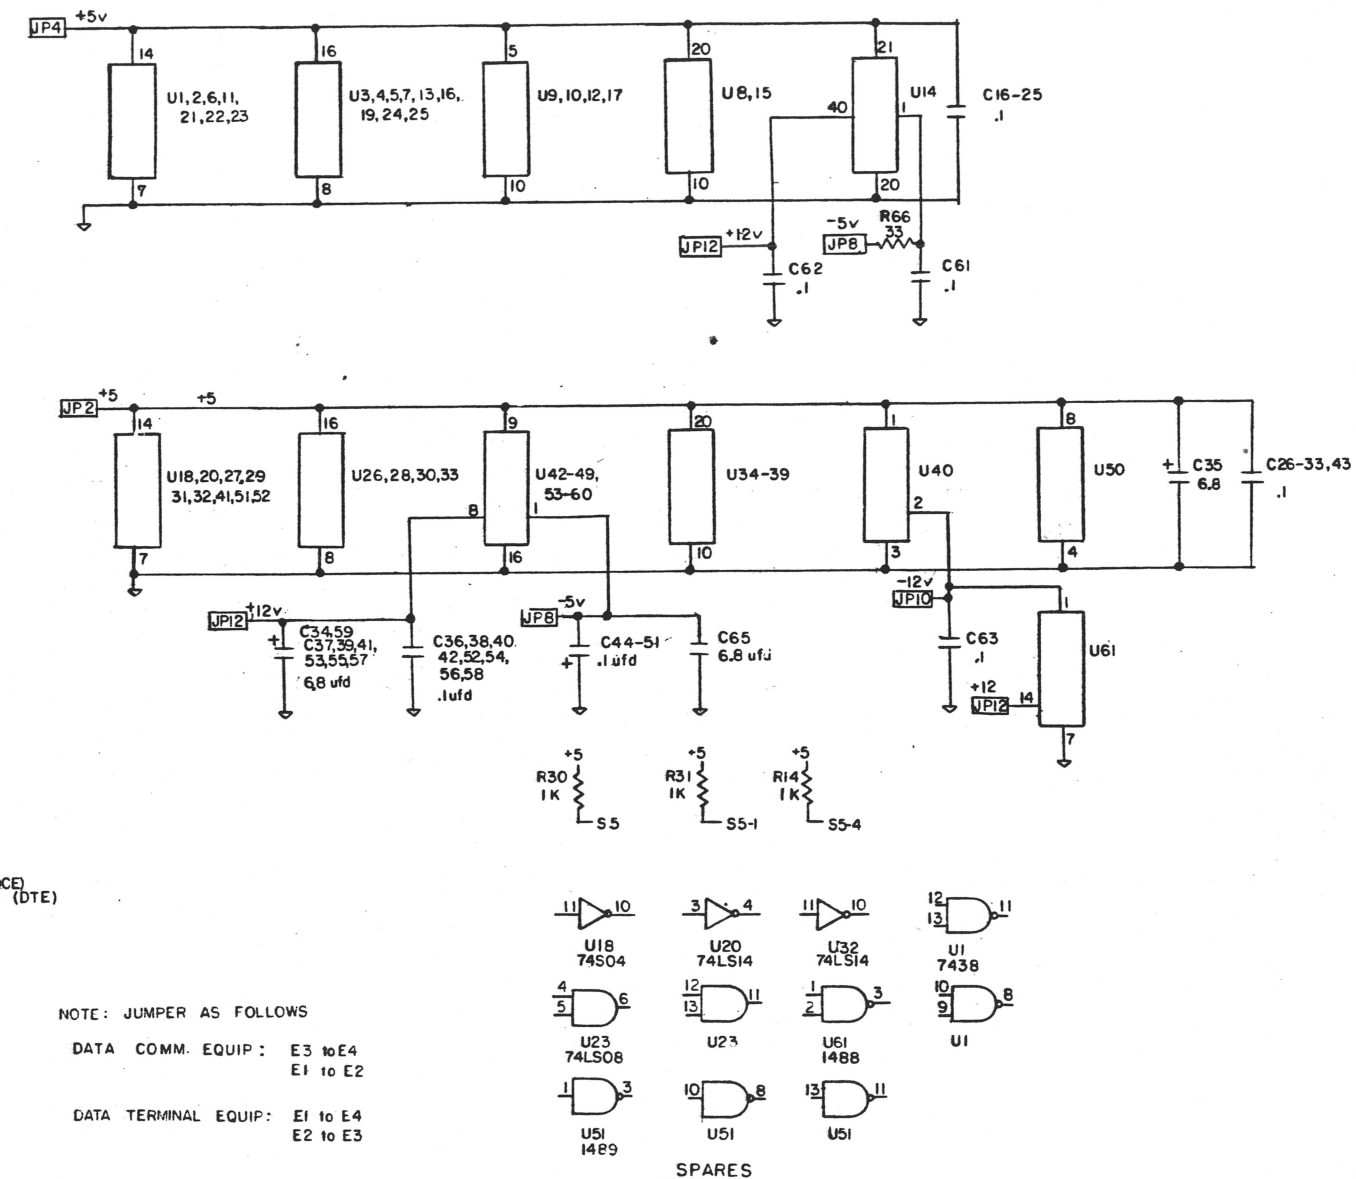 JP4 +5v
14
U1,2,6,11,
21,22,23
7
16
U3,4,5,7,13,16,
19,24,25
8
5
U9,10,12,17
10
20
U8,15
10
21
40
U14
1
20
C16-25
.1
JP12 +12v
C62
.1
-5v
JP8
R66
33
C61
.1
JP2 +5
+5
14
U18,20,27,29
31,32,41,51,52
7
16
U26,28,30,33
8
9
U42-49,
53-60
8
1
16
20
U34-39
10
1
U40
2
3
8
U50
4
+ C35
6.8
C26-33,43
.1
JP12 +12v
+
C34,59
C37,39,41,
53,55,57
6.8 ufd
C36,38,40
42,52,54,
56,58
.1ufd
JP8 -5v
+
C44-51
.1 ufd
C65
6.8 ufd
-12v
JP10
C63
.1
1
U61
+12
JP12 14
7
+5
R30
1K
S5
+5
R31
1K
S5-1
+5
R14
1K
S5-4
(DTE)
11 10
U18
74S04
3 4
U20
74LS14
11 10
U32
74LS14
12
13
11
U1
7438
4
5
6
U23
74LS08
12
13
11
U23
1
2
3
U61
1488
10
9
8
U1
1 3
U51
1489
10 8
U51
13 11
U51
SPARES
NOTE: JUMPER AS FOLLOWS
DATA COMM. EQUIP: E3 to E4
E1 to E2
DATA TERMINAL EQUIP: E1 to E4
E2 to E3